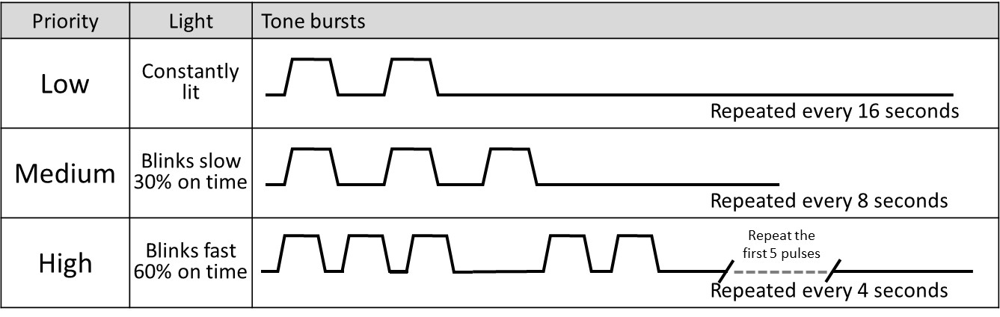 Priority
Light
Tone bursts
Low
Constantly
lit
Repeated every 16 seconds
Medium
Blinks slow
30% on time
Repeated every 8 seconds
High
Blinks fast
60% on time
Repeat the
first 5 pulses
Repeated every 4 seconds